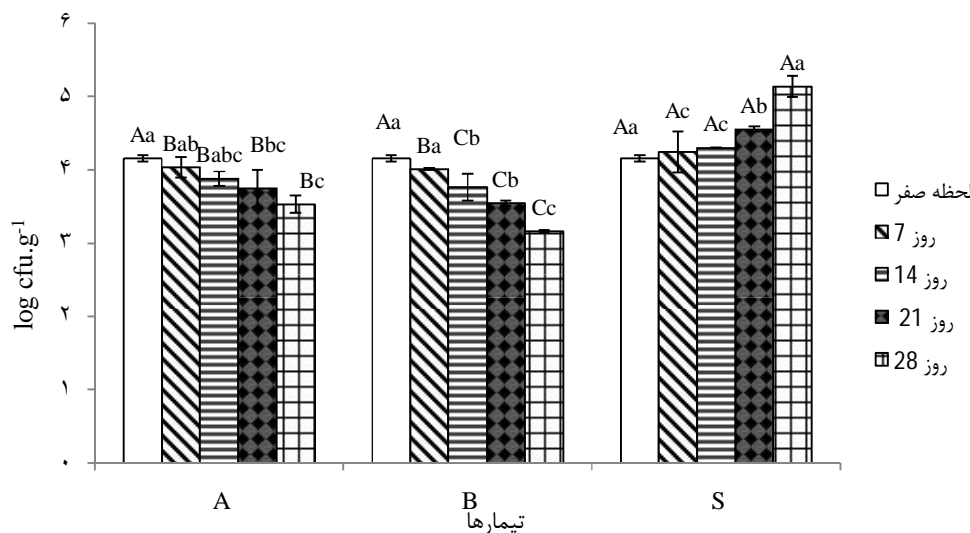 ۶
۵
۴
۳
۲
۱
۰
log cfu.g-1
Aa Bab Babc Bbc Bc
Aa Ba Cb Cb Cc
Aa Ac Ac Ab Aa
A B S
تیمارها
لحظه صفر
روز 7
روز 14
روز 21
روز 28